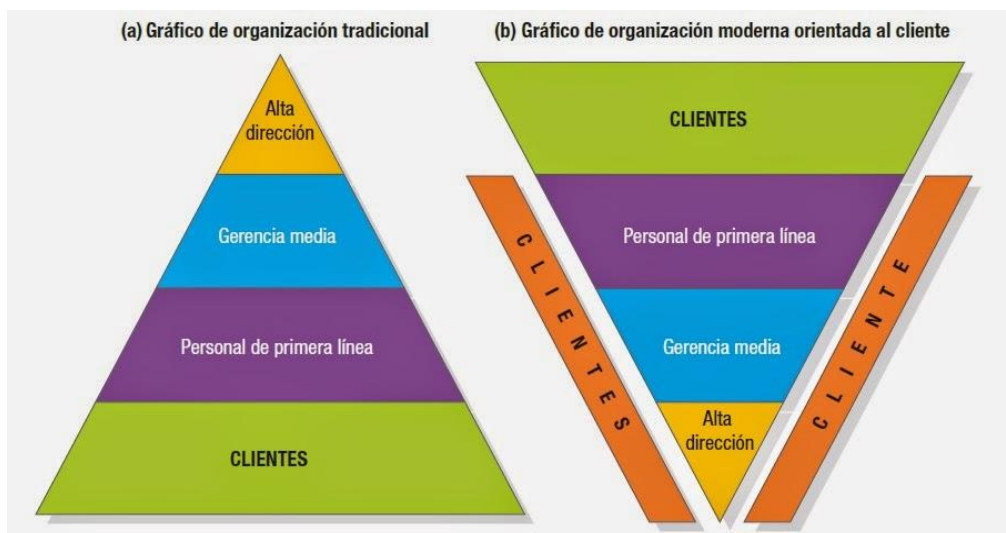 (a) Gráfico de organización tradicional
Alta
dirección
Gerencia media
Personal de primera línea
CLIENTES
(b) Gráfico de organización moderna orientada al cliente
CLIENTES
Personal de primera línea
Gerencia media
Alta
dirección
CLIENTES
CLIENTE